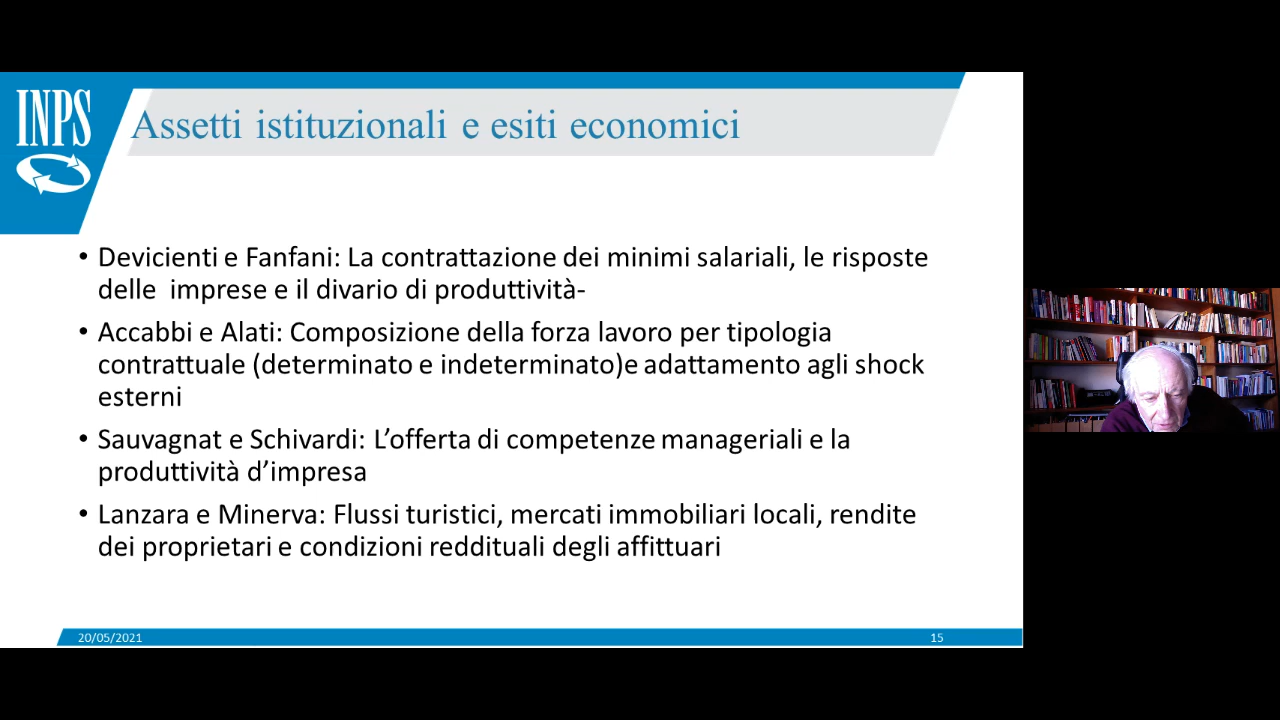 INPS
Assetti istituzionali e esiti economici
• Devicienti e Fanfani: La contrattazione dei minimi salariali, le risposte
delle  imprese e il divario di produttività-
• Accabbi e Alati: Composizione della forza lavoro per tipologia
contrattuale (determinato e indeterminato)e adattamento agli shock
esterni
• Sauvagnat e Schivardi: L’offerta di competenze manageriali e la
produttività d’impresa
• Lanzara e Minerva: Flussi turistici, mercati immobiliari locali, rendite
dei proprietari e condizioni reddituali degli affittuari
20/05/2021
15